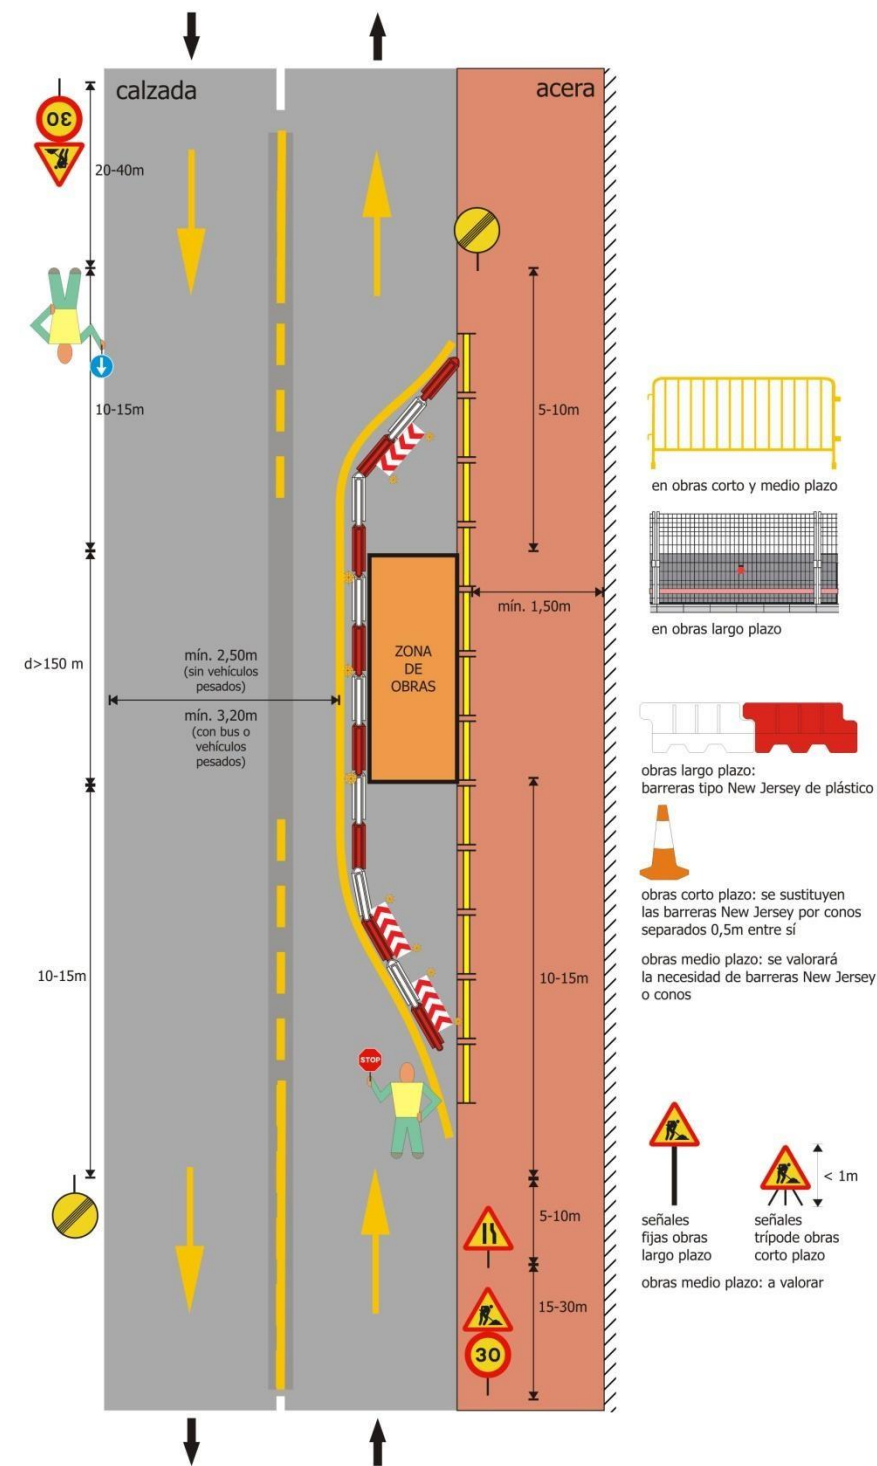 calzada
acera
30
20-40m
10-15m
5-10m
en obras corto y medio plazo
mín. 1,50m
en obras largo plazo
d>150 m
mín. 2,50m
(sin vehículos
pesados)
mín. 3,20m
(con bus o
vehículos
pesados)
ZONA
DE
OBRAS
obras largo plazo:
barreras tipo New Jersey de plástico
obras corto plazo: se sustituyen
las barreras New Jersey por conos
separados 0,5m entre sí
obras medio plazo: se valorará
la necesidad de barreras New Jersey
o conos
10-15m
10-15m
STOP
5-10m
15-30m
30
< 1m
señales
fijas obras
largo plazo
señales
trípode obras
corto plazo
obras medio plazo: a valorar